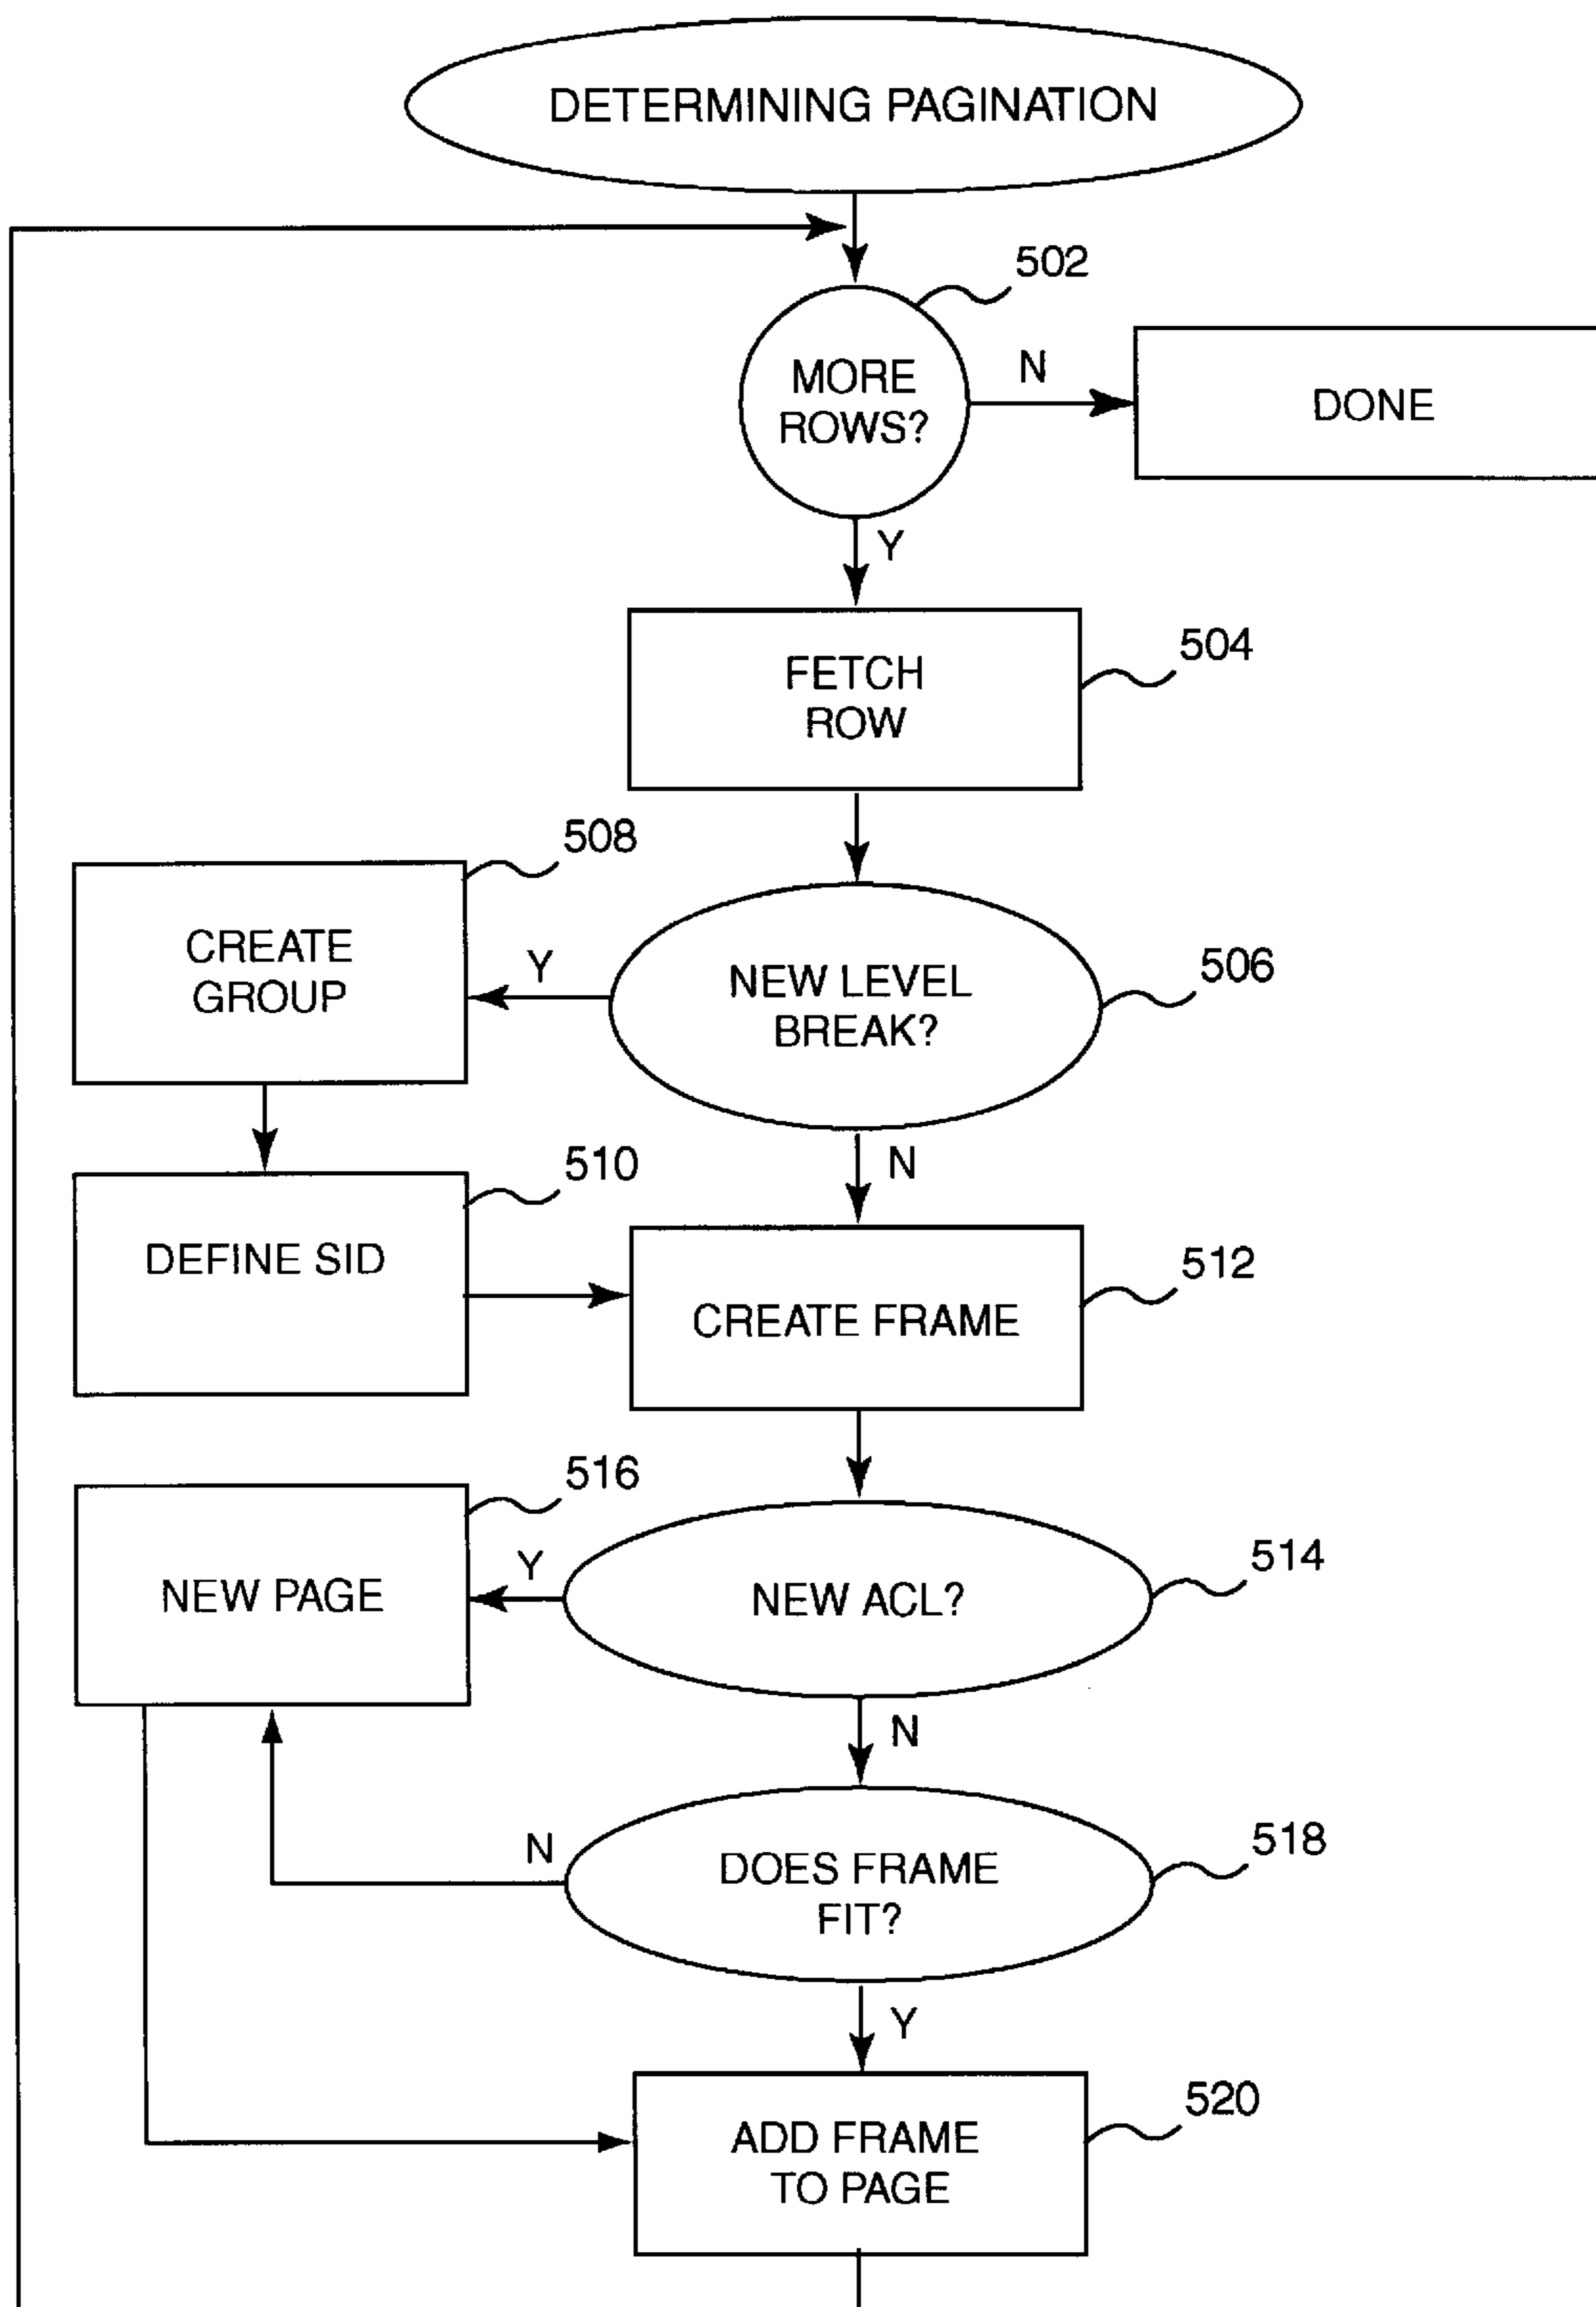 DETERMINING PAGINATION
502
MORE
ROWS?
N
DONE
Y
504
FETCH
ROW
508
CREATE
GROUP
Y
NEW LEVEL
BREAK?
506
N
510
DEFINE SID
512
CREATE FRAME
516
NEW PAGE
Y
NEW ACL?
514
N
518
N
DOES FRAME
FIT?
Y
520
ADD FRAME
TO PAGE